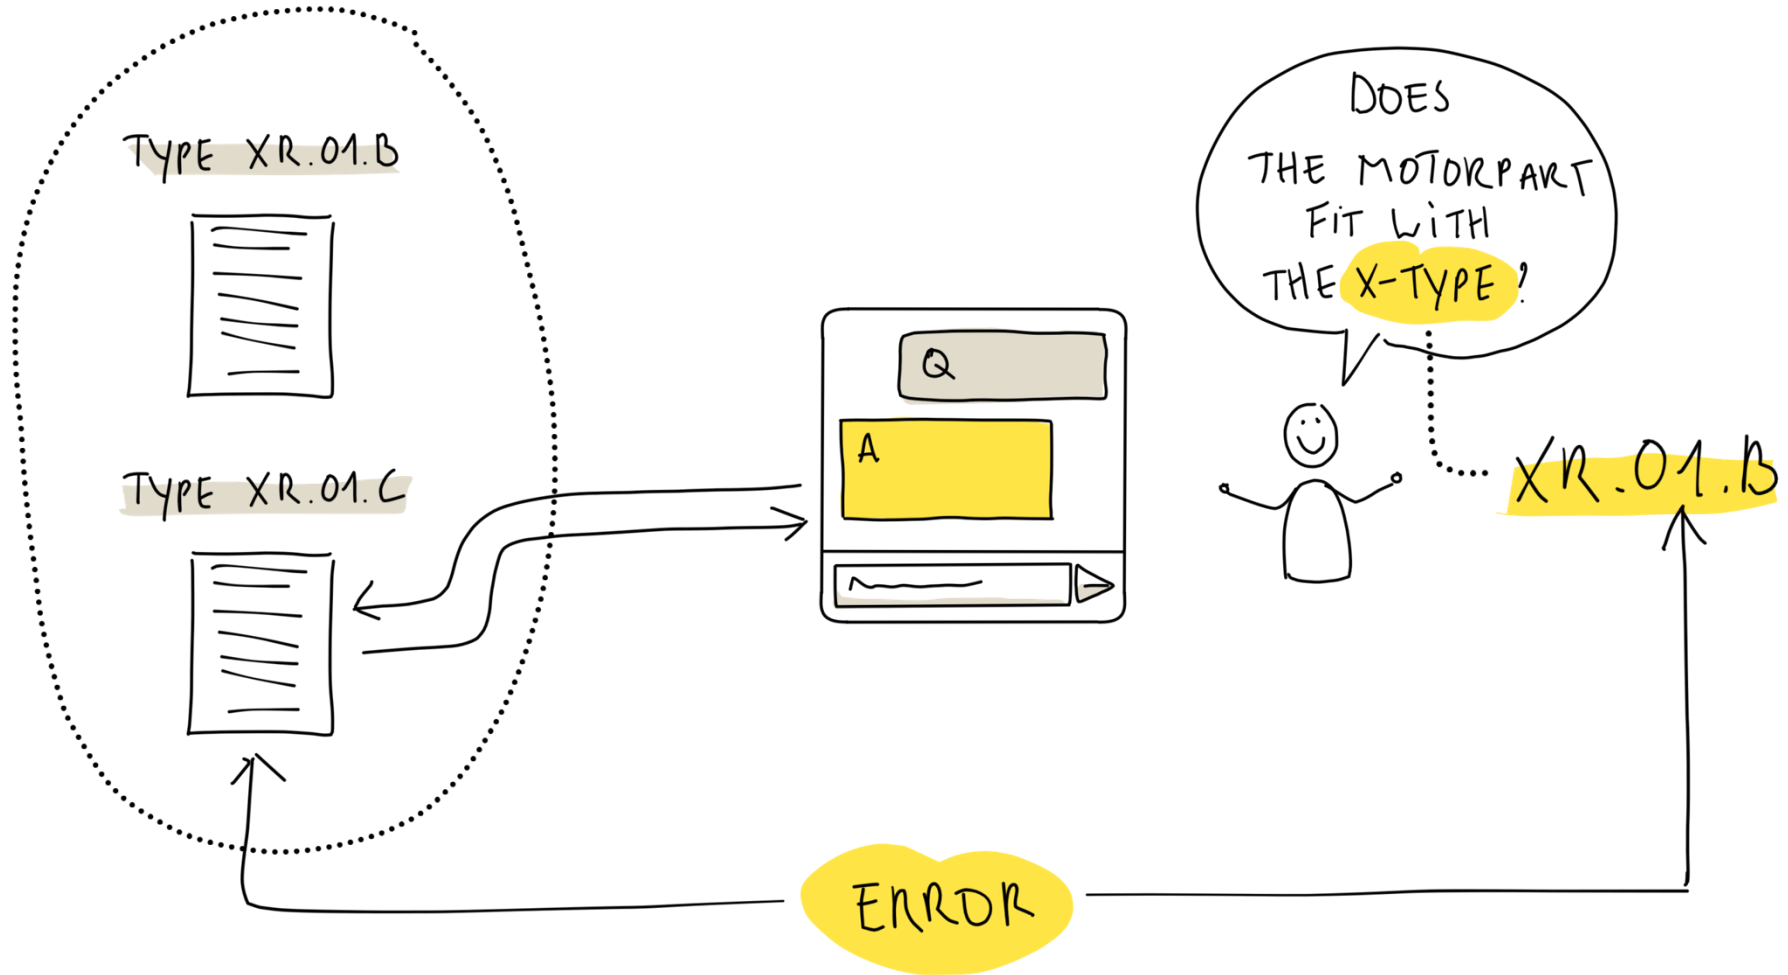 TYPE XR.01.B
TYPE XR.01.C
Q
A
DOES
THE MOTORPART
FIT WITH
THE X-TYPE?
XR.01.B
ERROR